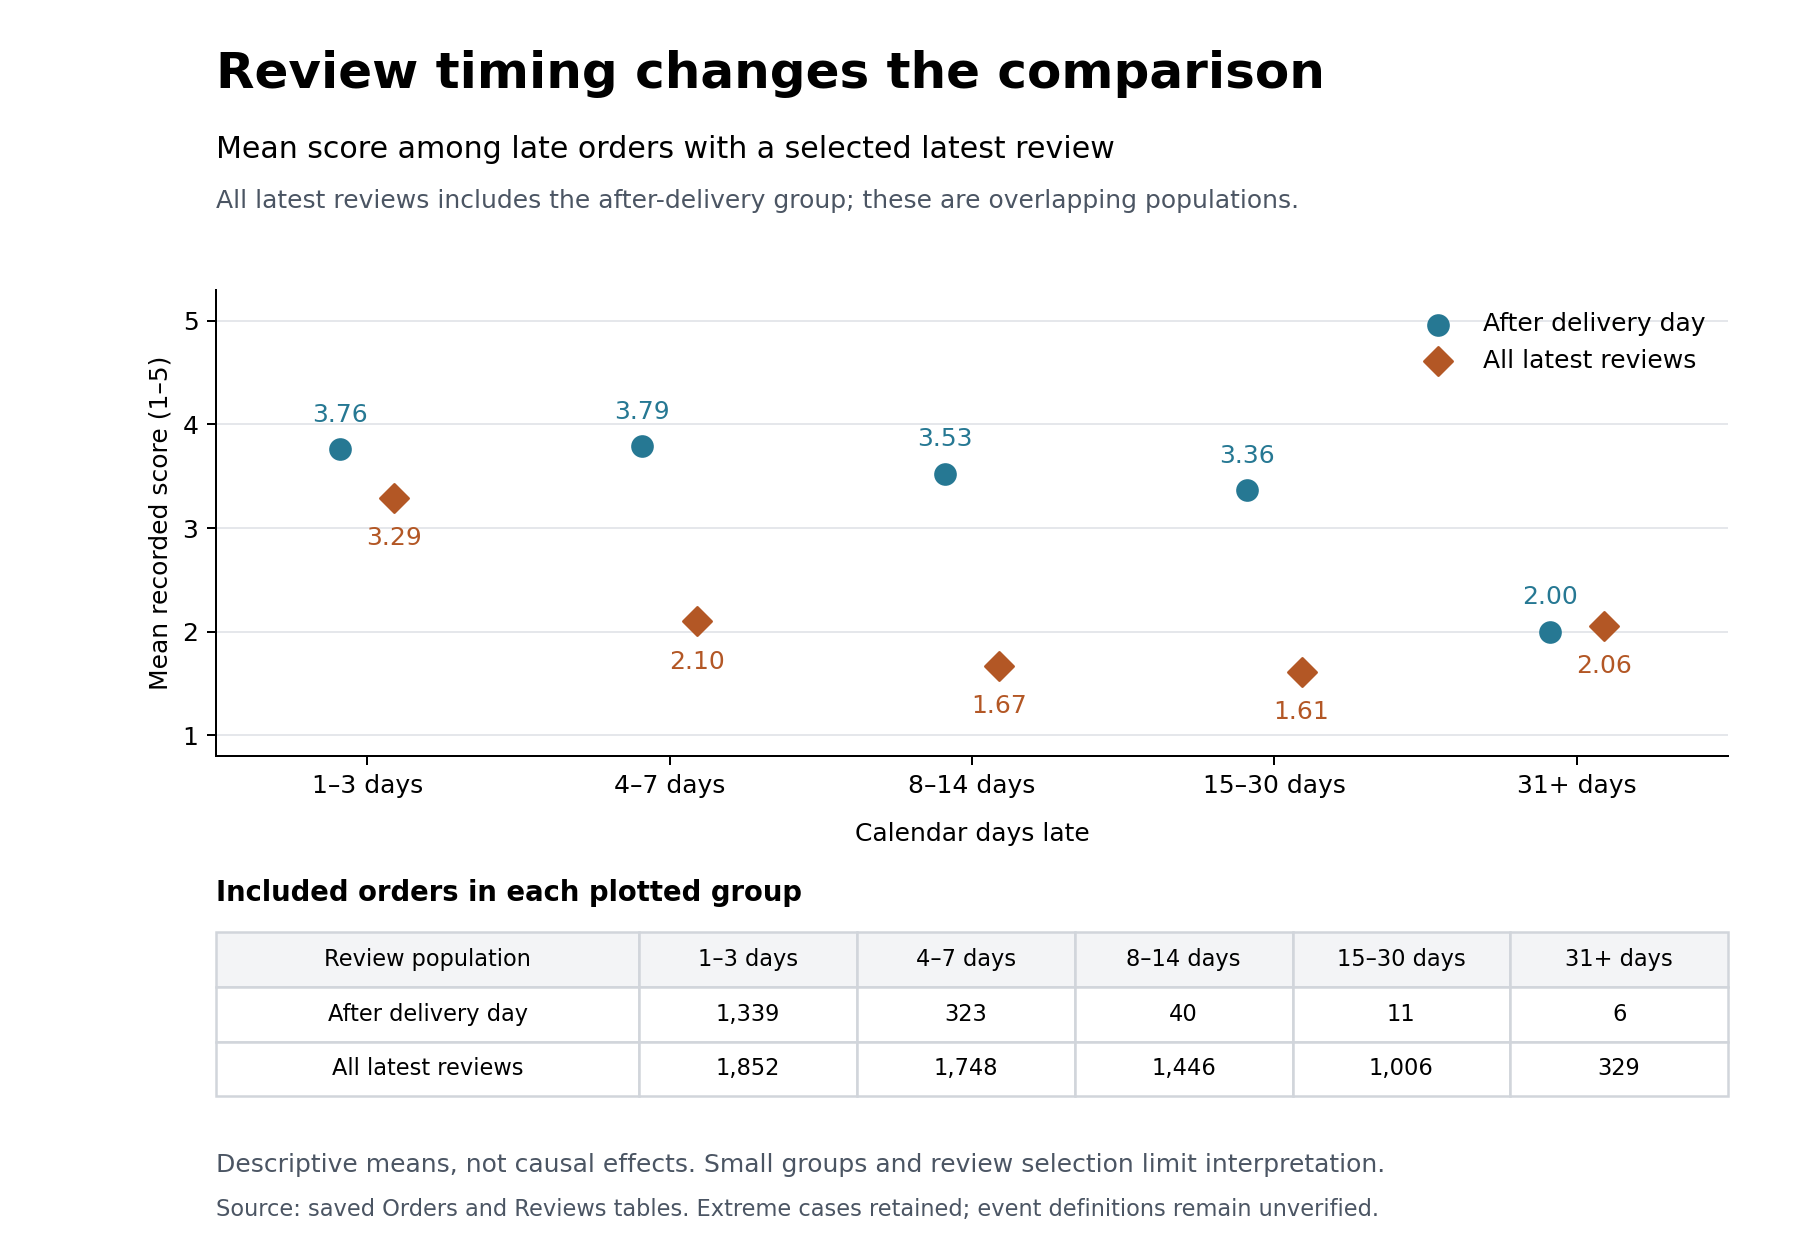 Review timing changes the comparison
Mean score among late orders with a selected latest review
All latest reviews includes the after-delivery group; these are overlapping populations.
Mean recorded score (1–5)
5
4
3
2
1
After delivery day
All latest reviews
3.76
3.79
3.53
3.36
2.00
3.29
2.10
1.67
1.61
2.06
1–3 days 4–7 days 8–14 days 15–30 days 31+ days
Calendar days late
Included orders in each plotted group
Review population 1–3 days 4–7 days 8–14 days 15–30 days 31+ days
After delivery day 1,339 323 40 11 6
All latest reviews 1,852 1,748 1,446 1,006 329
Descriptive means, not causal effects. Small groups and review selection limit interpretation.
Source: saved Orders and Reviews tables. Extreme cases retained; event definitions remain unverified.